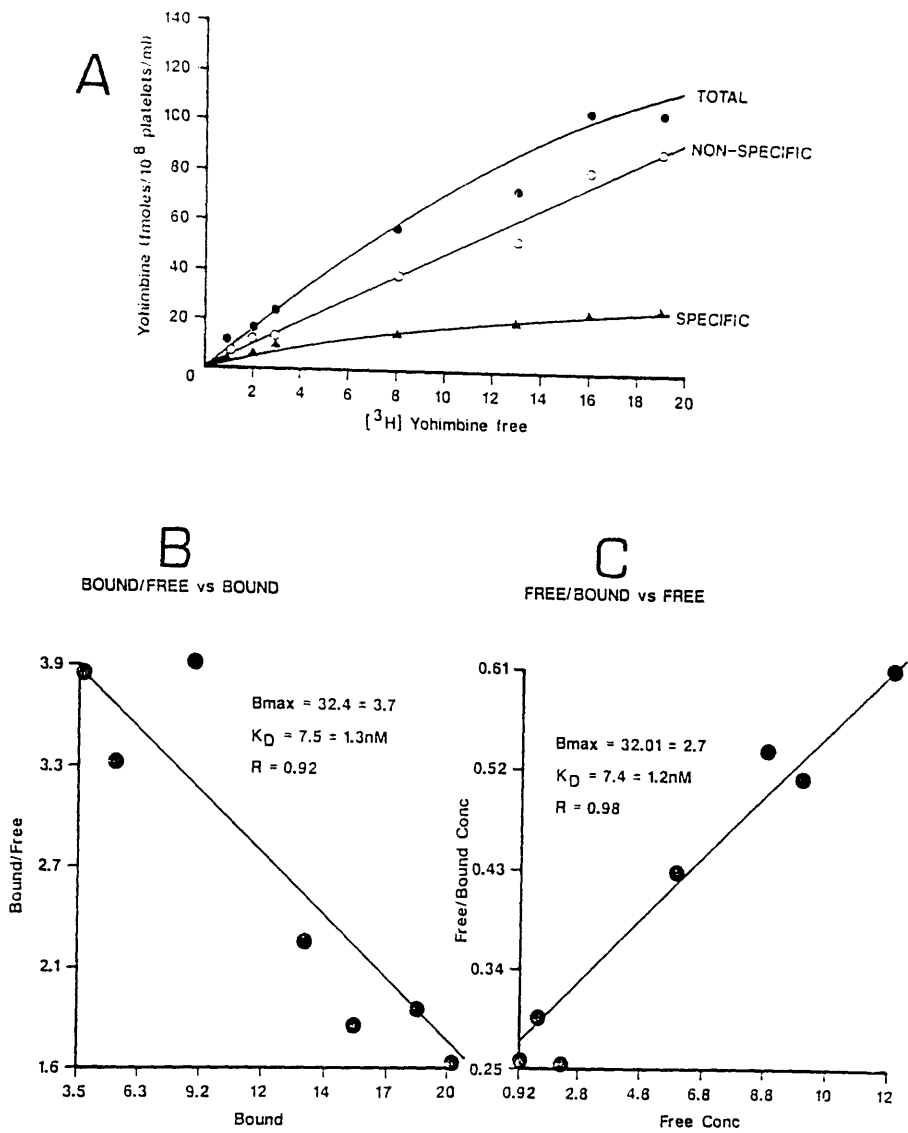 A
Yohimbine (fmoles/10⁸ platelets/ml)
140
120
100
80
60
40
20
0
TOTAL
NON-SPECIFIC
SPECIFIC
2 4 6 8 10 12 14 16 18 20
[³H] Yohimbine free
B
BOUND/FREE vs BOUND
Bound/Free
3.9
3.3
2.7
2.1
1.6
Bmax = 32.4 ± 3.7
K_D = 7.5 ± 1.3nM
R = 0.92
3.5 6.3 9.2 12 14 17 20
Bound
C
FREE/BOUND vs FREE
Free/Bound Conc
0.61
0.52
0.43
0.34
0.25
Bmax = 32.01 ± 2.7
K_D = 7.4 ± 1.2nM
R = 0.98
0.92 2.8 4.8 6.8 8.8 10 12
Free Conc